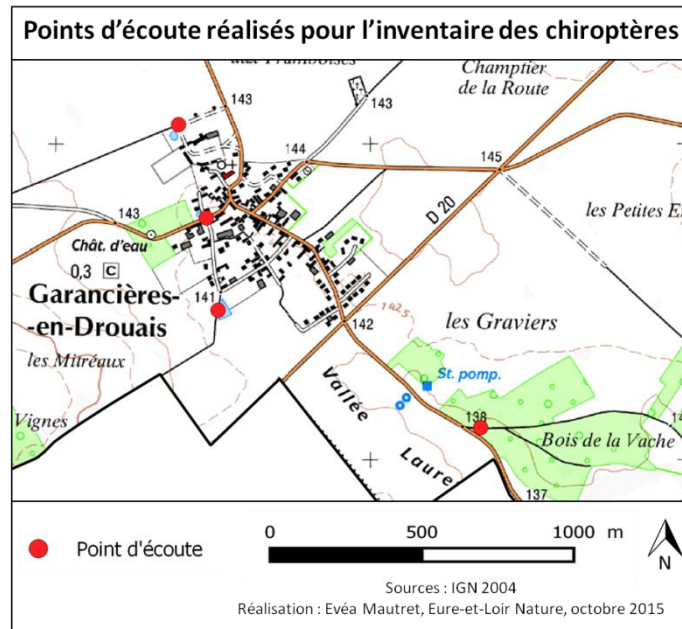 Points d'écoute réalisés pour l'inventaire des chiroptères
Champtier
de la Route
143
143
144
145
D 20
les Petites
143
Chât. d'eau
0,3 C
141
Garancières-
-en-Drouais
les Mitréaux
142
1425
les Graviers
St. pomp.
Vallée
Laure
138
Bois de la Vache
Vignes
137
Point d'écoute
0 500 1000 m
N
Sources : IGN 2004
Réalisation : Evéa Mautret, Eure-et-Loir Nature, octobre 2015